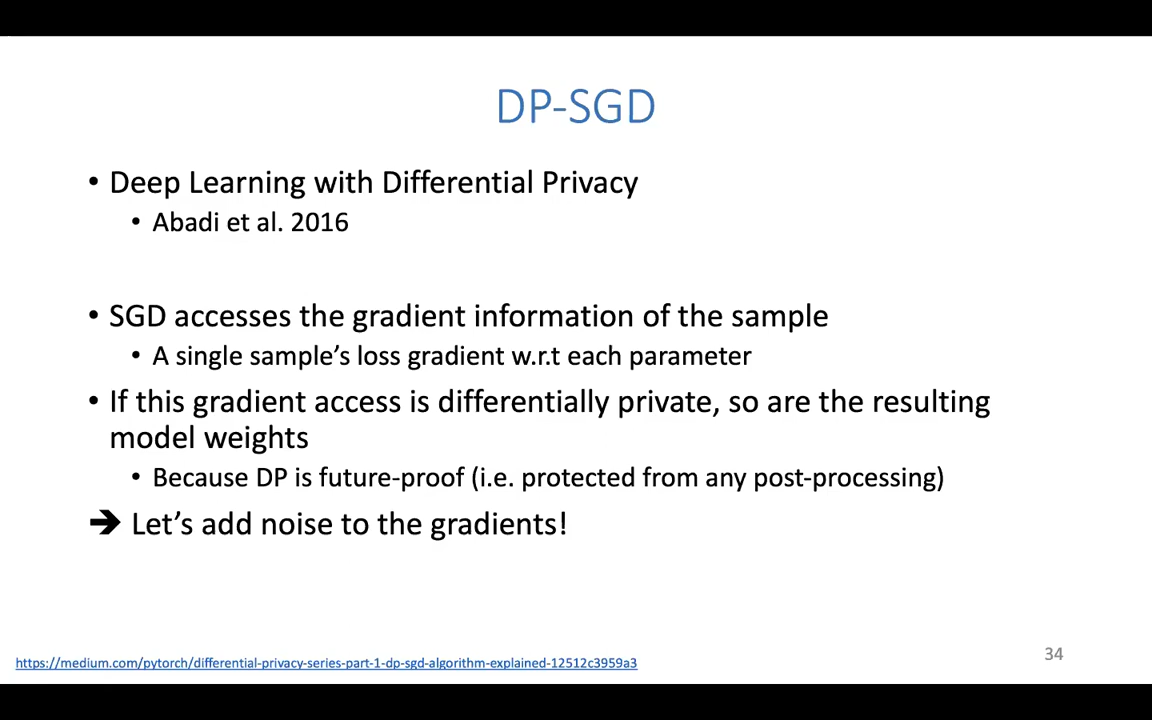 DP-SGD
• Deep Learning with Differential Privacy
• Abadi et al. 2016
• SGD accesses the gradient information of the sample
• A single sample’s loss gradient w.r.t each parameter
• If this gradient access is differentially private, so are the resulting
model weights
• Because DP is future-proof (i.e. protected from any post-processing)
➔ Let’s add noise to the gradients!
https://medium.com/pytorch/differential-privacy-series-part-1-dp-sgd-algorithm-explained-12512c3959a3
34